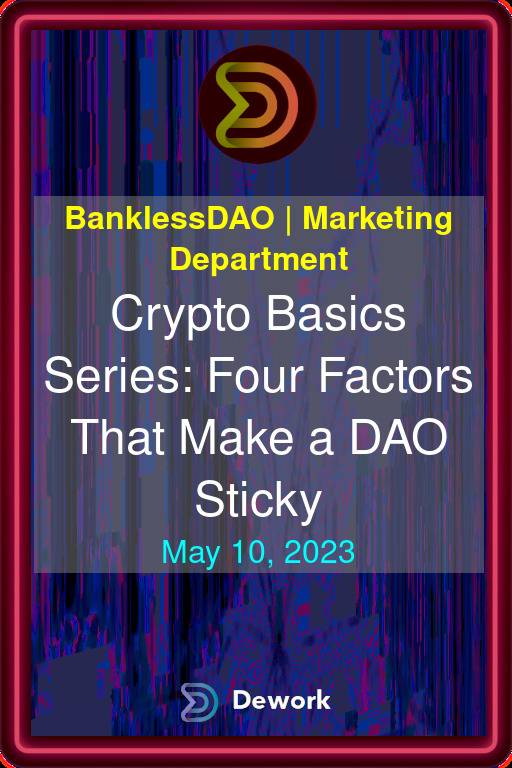 BanklessDAO | Marketing
Department
Crypto Basics
Series: Four Factors
That Make a DAO
Sticky
May 10, 2023
Dework